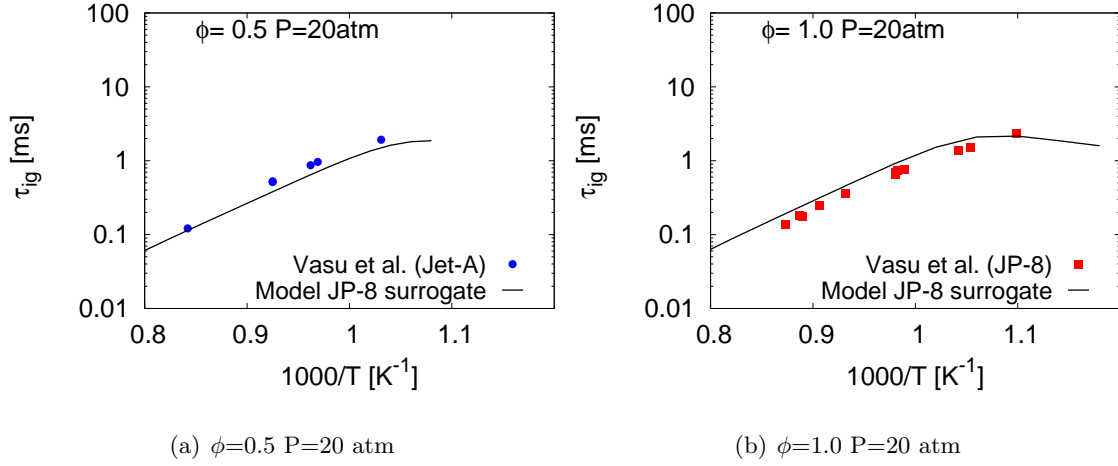 100
10
1
0.1
0.01
0.8
0.9
1
1.1
τig [ms]
1000/T [K-1]
ϕ= 0.5 P=20atm
Vasu et al. (Jet-A)
Model JP-8 surrogate
(a) ϕ=0.5 P=20 atm
100
10
1
0.1
0.01
0.8
0.9
1
1.1
τig [ms]
1000/T [K-1]
ϕ= 1.0 P=20atm
Vasu et al. (JP-8)
Model JP-8 surrogate
(b) ϕ=1.0 P=20 atm